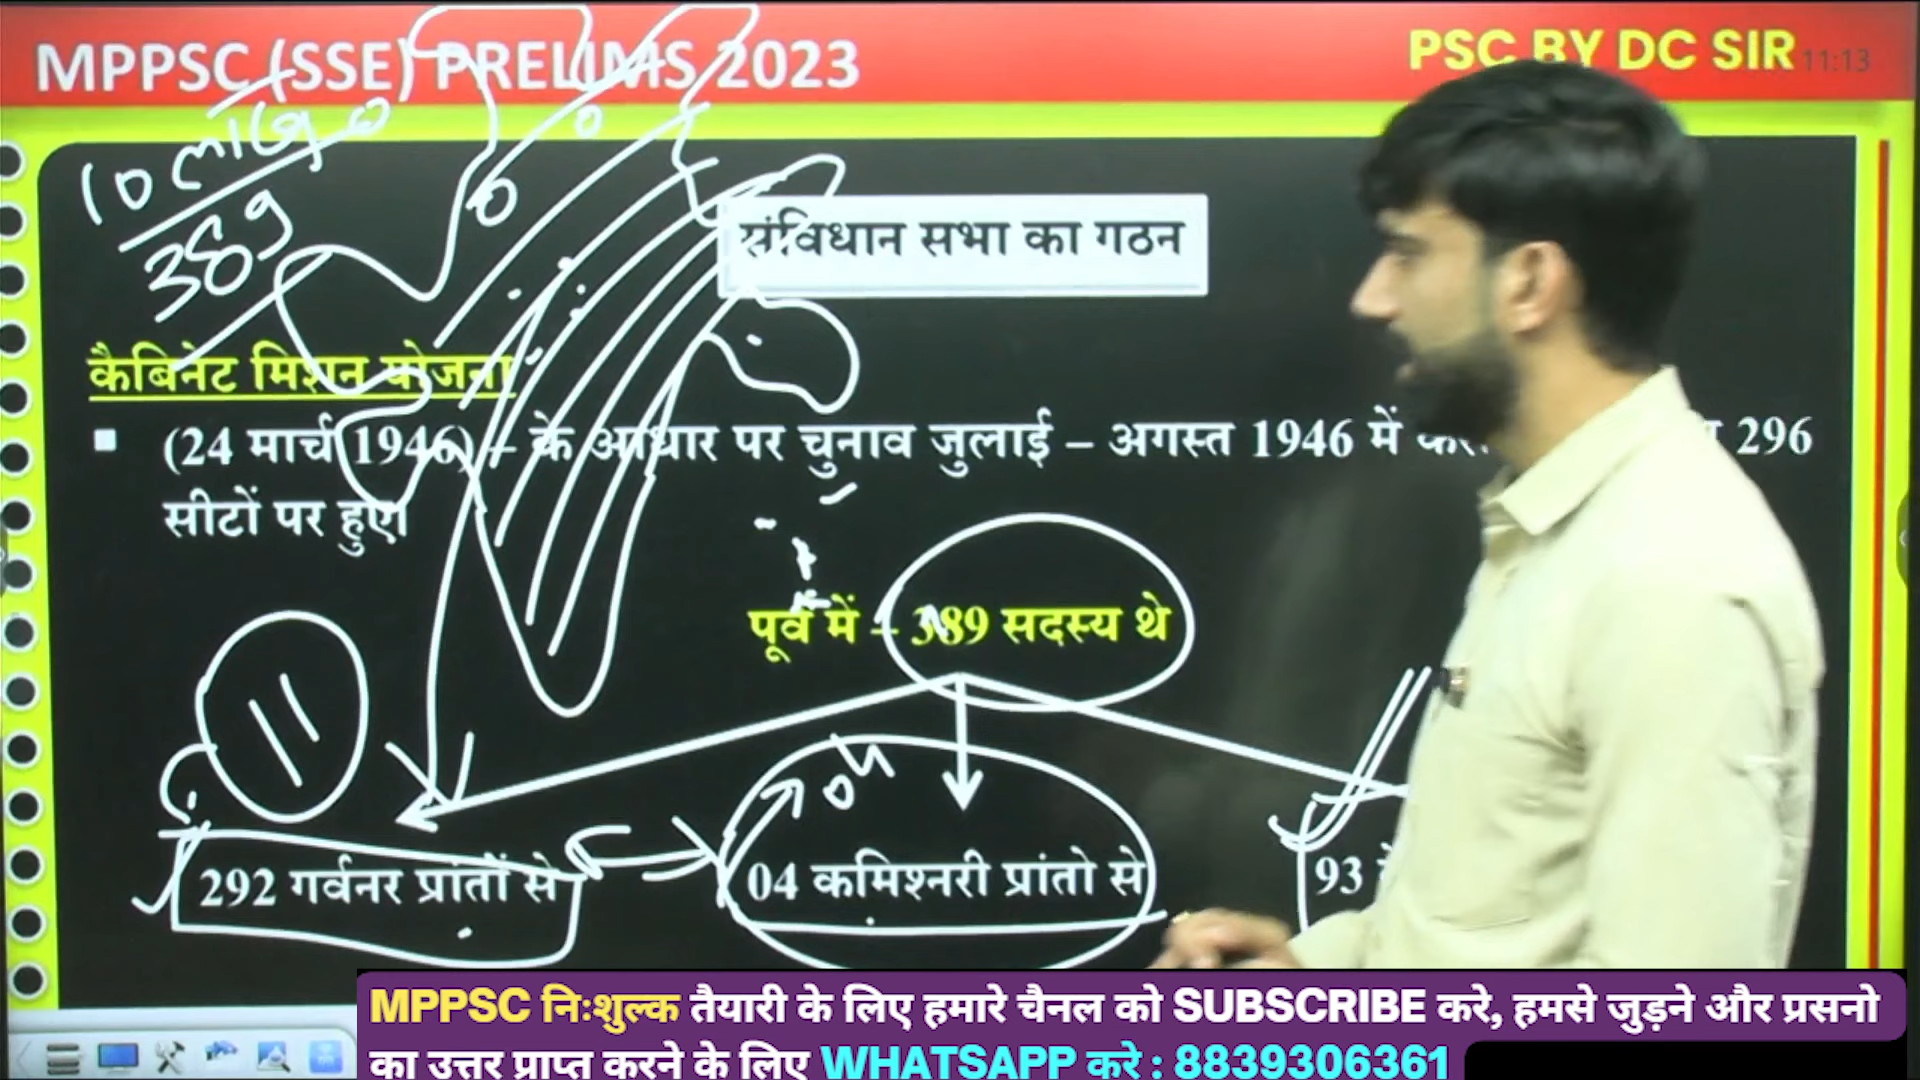 MPPSC (SSE) PRELIMS 2023
PSC BY DC SIR 11:13
10 लाख
389
संविधान सभा का गठन
कैबिनेट मिशन योजना
(24 मार्च 1946) – के आधार पर चुनाव जुलाई – अगस्त 1946 में 296
सीटों पर हुए।
पूर्व में – 389 सदस्य थे
11
04
292 गर्वनर प्रांतों से
04 कमिश्नरी प्रांतो से
93
MPPSC निःशुल्क तैयारी के लिए हमारे चैनल को SUBSCRIBE करे, हमसे जुड़ने और प्रसनो
का उत्तर प्राप्त करने के लिए WHATSAPP करे : 8839306361